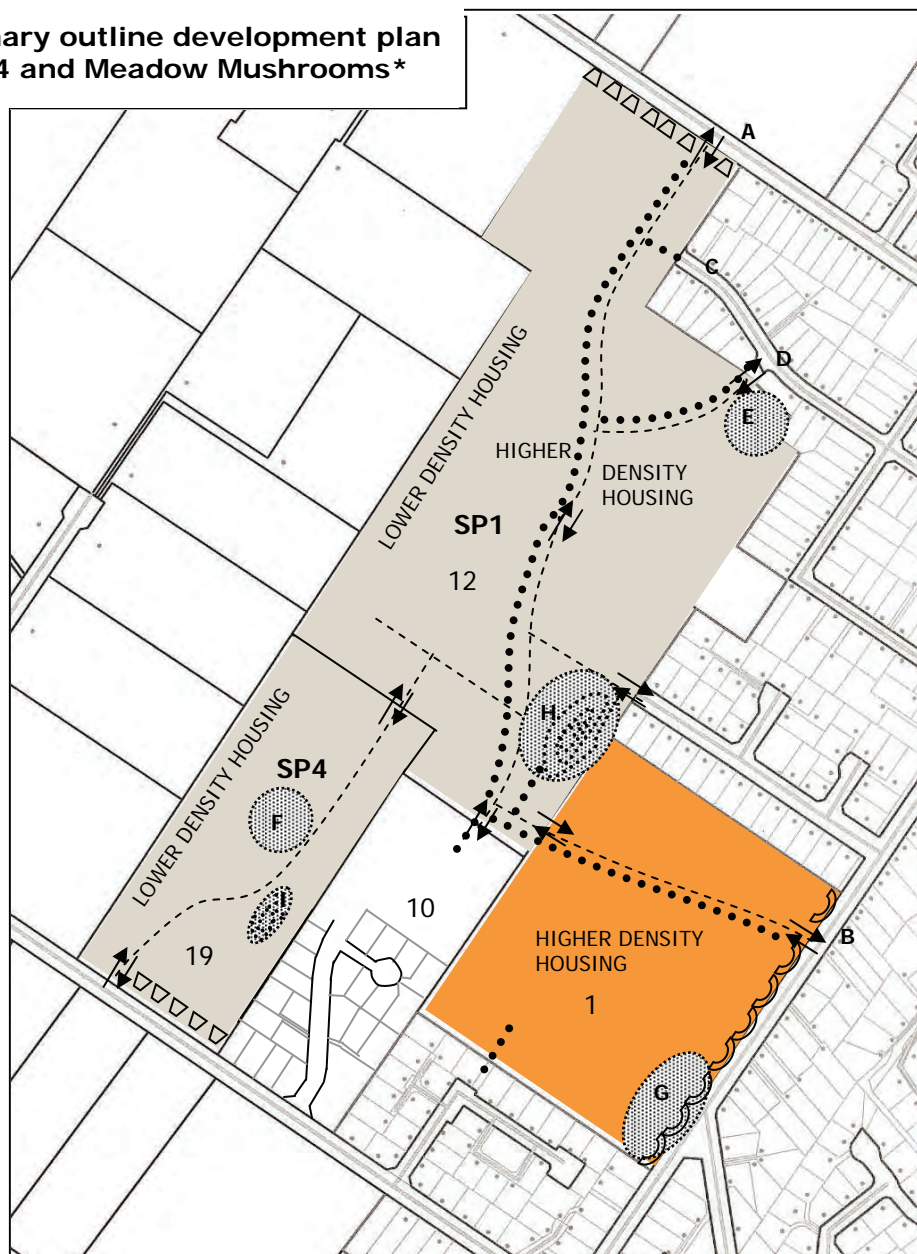 nary outline development plan
4 and Meadow Mushrooms*
A
C
D
E
LOWER DENSITY HOUSING
HIGHER
DENSITY
HOUSING
SP1
12
H
LOWER DENSITY HOUSING
SP4
F
I
19
10
B
HIGHER DENSITY
HOUSING
1
G